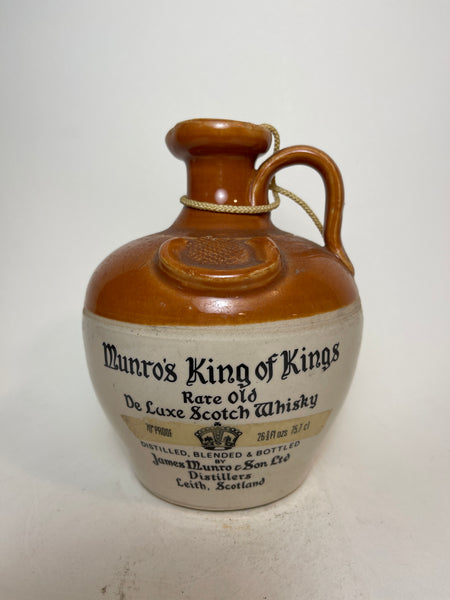 Munro's King of Kings
Rare Old
De Luxe Scotch Whisky
70° PROOF 26⅔ Fl ozs 75.7 cl
DISTILLED, BLENDED & BOTTLED
BY
James Munro & Son Ltd
Distillers
Leith, Scotland